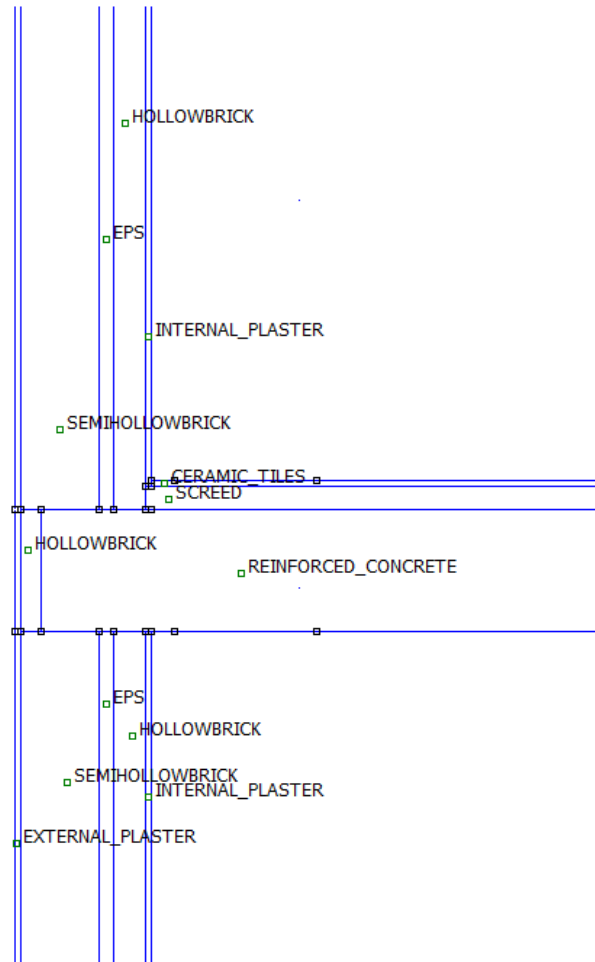 HOLLOWBRICK
EPS
INTERNAL_PLASTER
SEMIHOLLOWBRICK
CERAMIC_TILES
SCREED
HOLLOWBRICK
REINFORCED_CONCRETE
EPS
HOLLOWBRICK
SEMIHOLLOWBRICK
INTERNAL_PLASTER
EXTERNAL_PLASTER